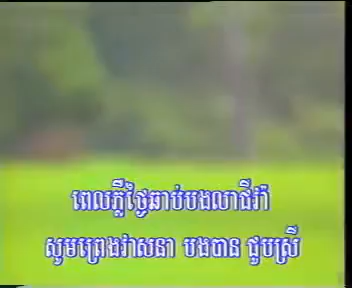 ពេលភ្លឺថ្ងៃឆាប់បងលាជីវ៉ា
សូមព្រេងវាសនា បងបាន ជួបស្រី